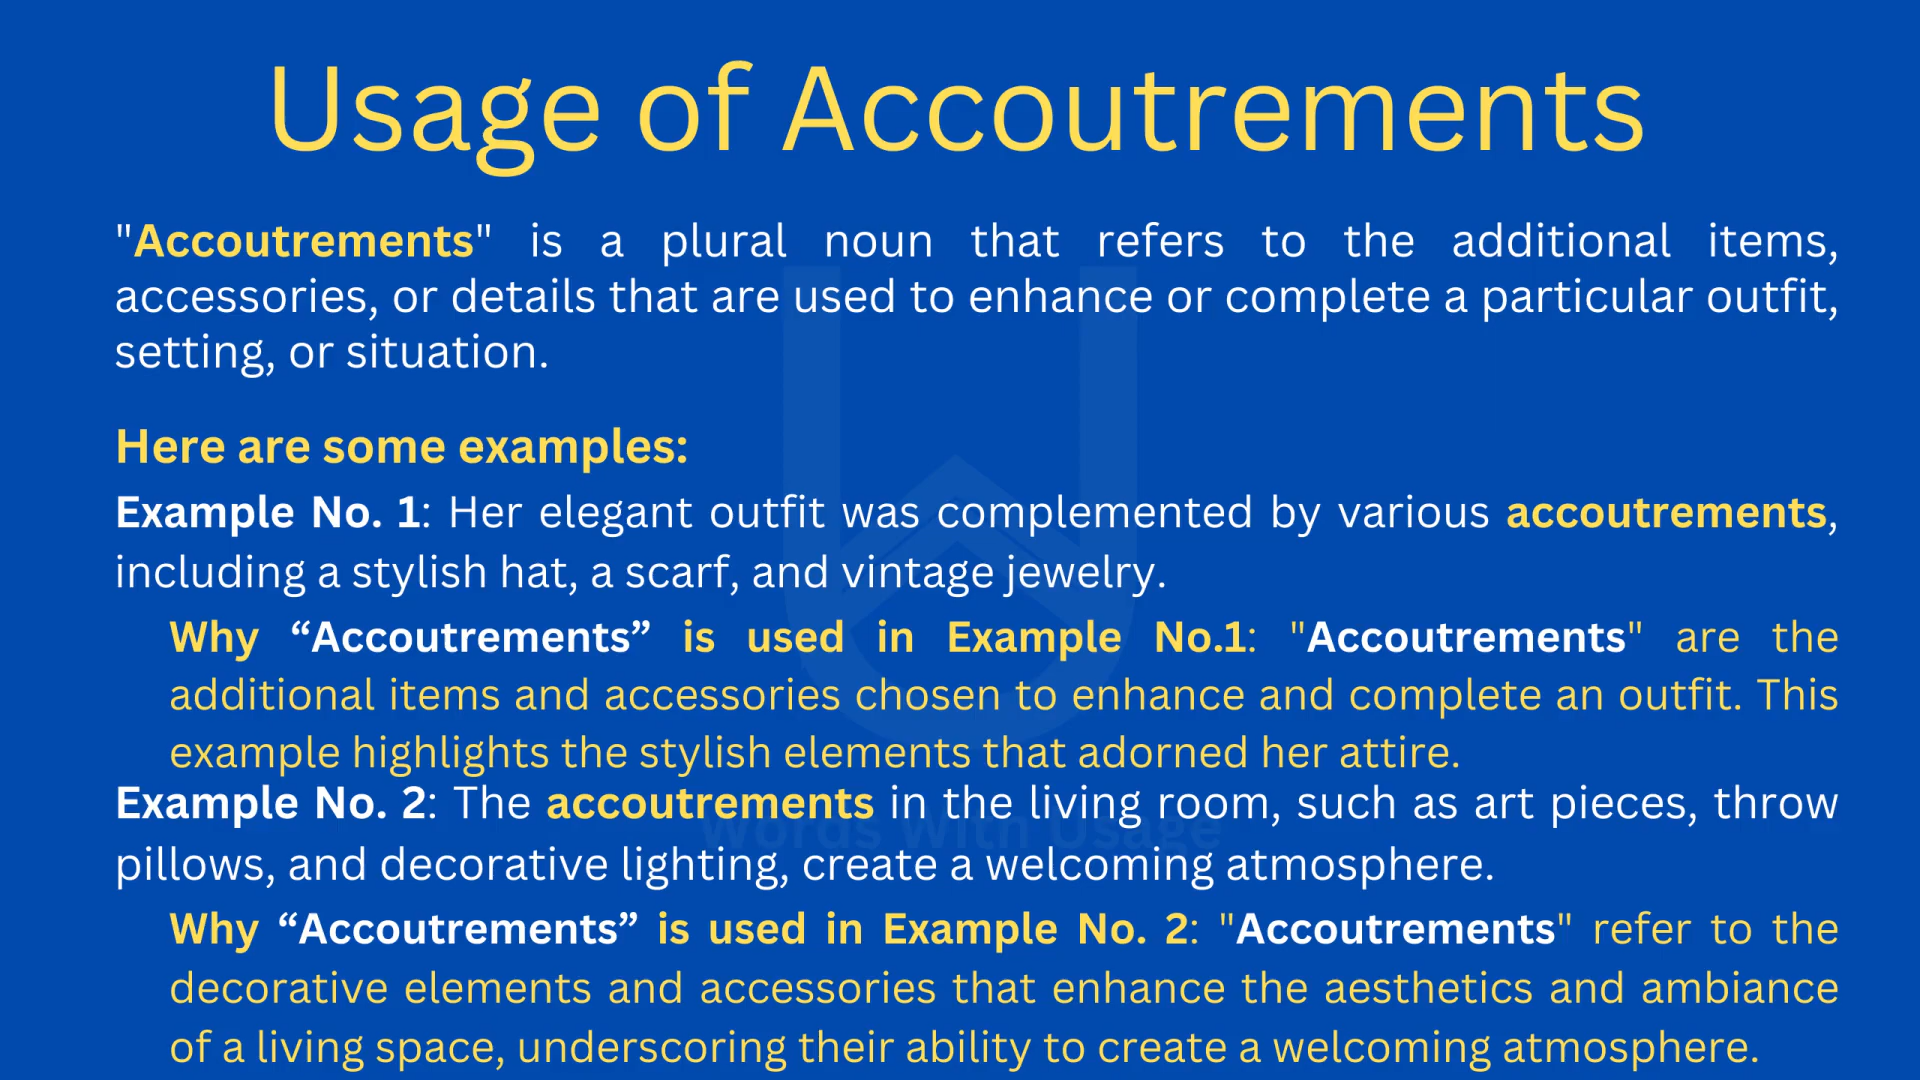 Usage of Accoutrements
"Accoutrements" is a plural noun that refers to the additional items,
accessories, or details that are used to enhance or complete a particular outfit,
setting, or situation.
Here are some examples:
Example No. 1: Her elegant outfit was complemented by various accoutrements,
including a stylish hat, a scarf, and vintage jewelry.
Why “Accoutrements” is used in Example No.1: "Accoutrements" are the
additional items and accessories chosen to enhance and complete an outfit. This
example highlights the stylish elements that adorned her attire.
Example No. 2: The accoutrements in the living room, such as art pieces, throw
Words With Usage
pillows, and decorative lighting, create a welcoming atmosphere.
Why “Accoutrements” is used in Example No. 2: "Accoutrements" refer to the
decorative elements and accessories that enhance the aesthetics and ambiance
of a living space, underscoring their ability to create a welcoming atmosphere.